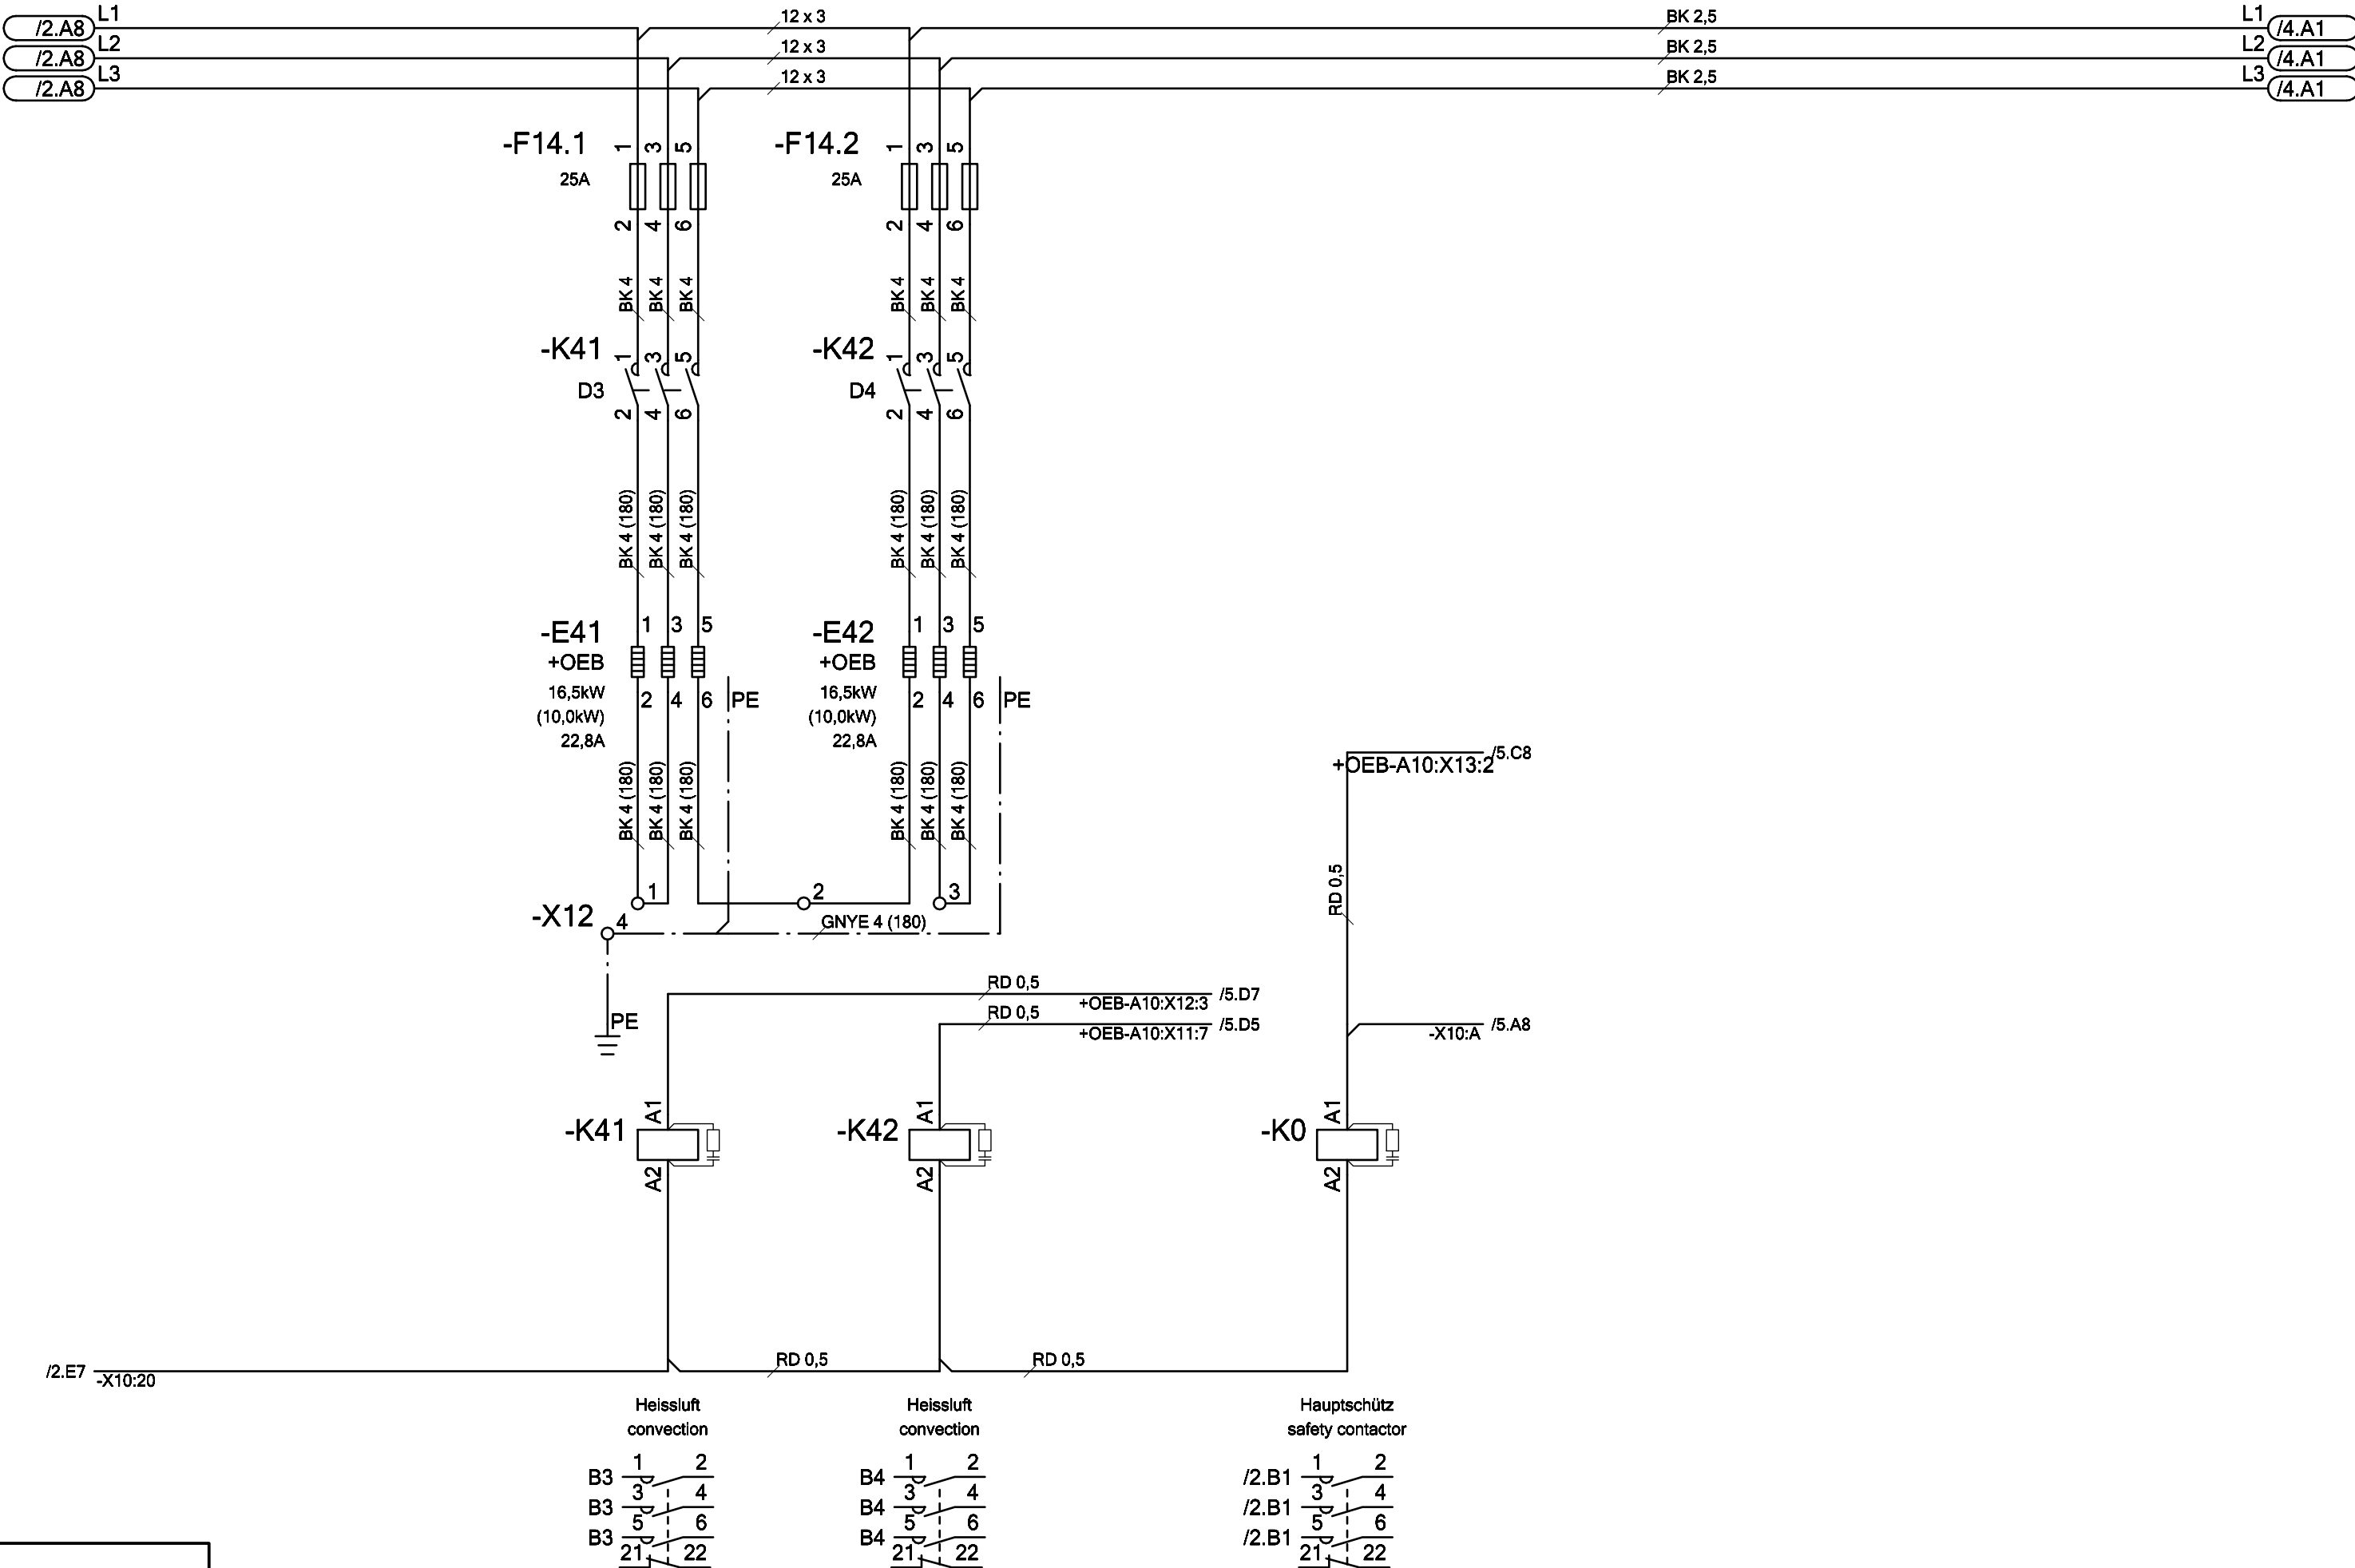 L1 12 x 3 BK 2,5 L1
/2.A8 /4.A1
L2 12 x 3 BK 2,5 L2
/2.A8 /4.A1
L3 12 x 3 BK 2,5 L3
/2.A8 /4.A1
-F14.1 1 3 5 -F14.2 1 3 5
25A 25A
2 4 6 2 4 6
BK 4 BK 4 BK 4 BK 4 BK 4 BK 4
-K41 1 3 5 -K42 1 3 5
D3 D4
2 4 6 2 4 6
BK 4 (180) BK 4 (180) BK 4 (180) BK 4 (180) BK 4 (180) BK 4 (180)
-E41 1 3 5 -E42 1 3 5
+OEB +OEB
16,5kW 2 4 6 PE 16,5kW 2 4 6 PE
(10,0kW) (10,0kW)
22,8A 22,8A
/5.C8
+OEB-A10:X13:2
BK 4 (180) BK 4 (180) BK 4 (180) BK 4 (180) BK 4 (180) BK 4 (180)
RD 0,5
1 2 3
-X12 4 GNYE 4 (180)
RD 0,5 /5.D7
+OEB-A10:X12:3
PE RD 0,5 /5.D5 /5.A8
+OEB-A10:X11:7 -X10:A
A1 A1 A1
-K41 -K42 -K0
A2 A2 A2
/2.E7 RD 0,5 RD 0,5
-X10:20
Heissluft Heissluft Hauptschütz
convection convection safety contactor
1 2 1 2 1 2
B3 B4 /2.B1
3 4 3 4 3 4
B3 B4 /2.B1
5 6 5 6 5 6
B3 B4 /2.B1
21 22 21 22 21 22